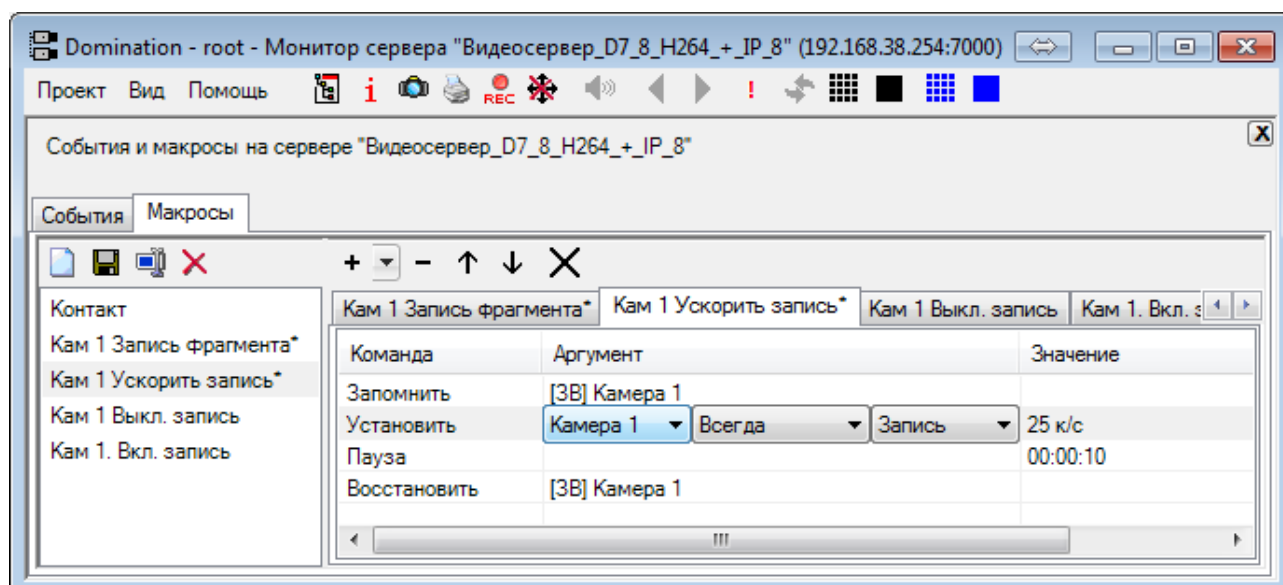 Domination - root - Монитор сервера "Видеосервер_D7_8_H264_+_IP_8" (192.168.38.254:7000)
Проект Вид Помощь i REC !
События и макросы на сервере "Видеосервер_D7_8_H264_+_IP_8"
События Макросы
Контакт
Кам 1 Запись фрагмента*
Кам 1 Ускорить запись*
Кам 1 Выкл. запись
Кам 1. Вкл. запись
Кам 1 Запись фрагмента* Кам 1 Ускорить запись* Кам 1 Выкл. запись Кам 1. Вкл. з
Команда Аргумент Значение
Запомнить [ЗВ] Камера 1
Установить Камера 1 Всегда Запись 25 к/с
Пауза 00:00:10
Восстановить [ЗВ] Камера 1